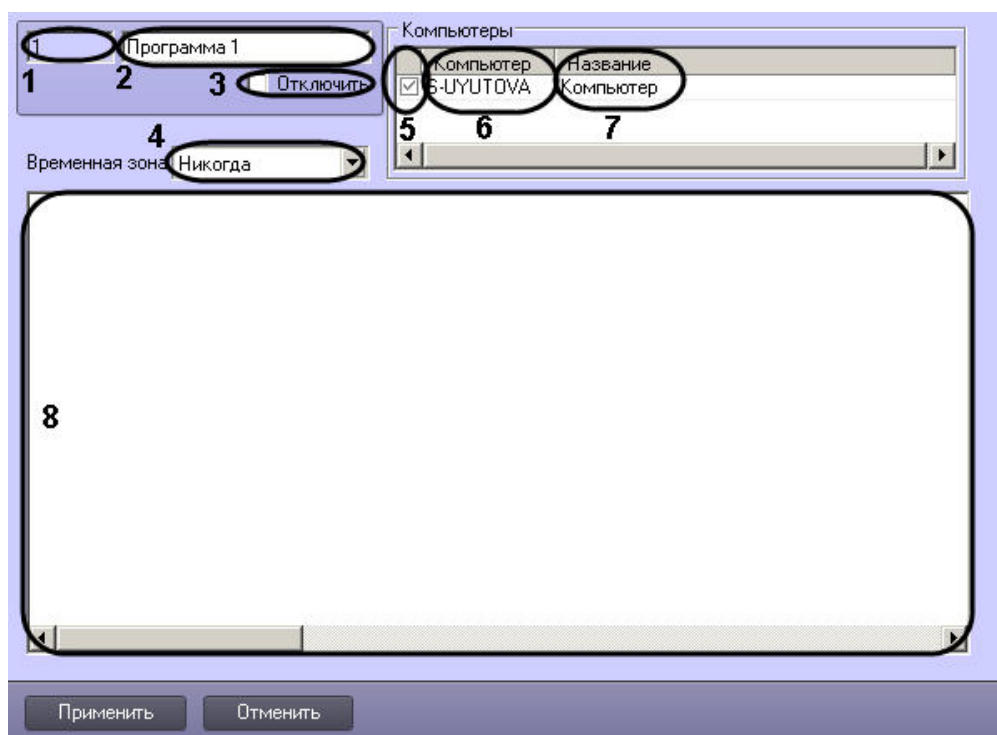 1 Программа 1
1 2 3 Отключить
Компьютеры
Компьютер Название
S-UYUTOVA Компьютер
5 6 7
4
Временная зона Никогда
8
Применить Отменить